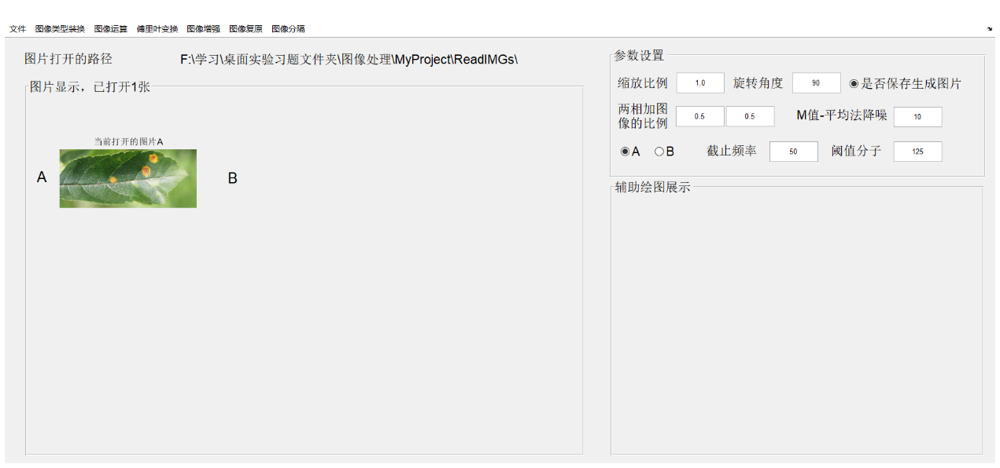 文件 图像类型装换 图像运算 傅里叶变换 图像增强 图像复原 图像分隔
图片打开的路径 F:\学习\桌面实验习题文件夹\图像处理\MyProject\ReadIMGs\
图片显示，已打开1张
当前打开的图片A
A
B
参数设置
缩放比例 1.0 旋转角度 90 是否保存生成图片
两相加图
像的比例 0.5 0.5 M值-平均法降噪 10
A B 截止频率 50 阈值分子 125
辅助绘图展示